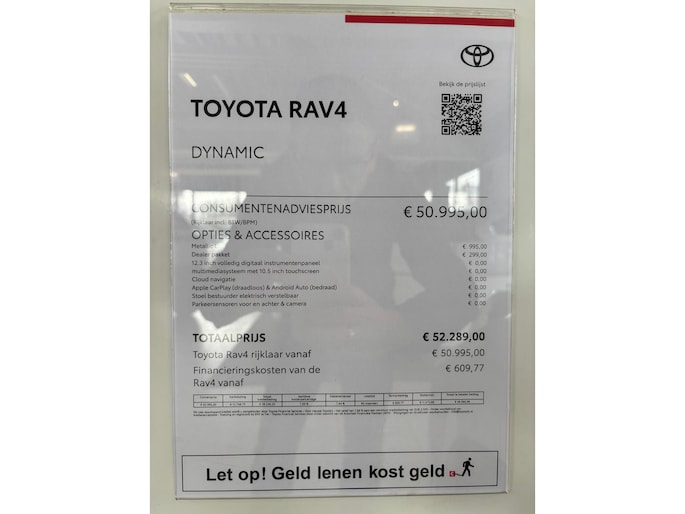 Bekijk de prijslijst
TOYOTA RAV4
DYNAMIC
CONSUMENTENADVIESPRIJS € 50.995,00
(Rijklaar incl. BTW/BPM)
OPTIES & ACCESSOIRES
€ 995,00
Dealer pakket € 299,00
12.3 inch volledig digitaal instrumentenpaneel € 0,00
multimediasysteem met 10.5 inch touchscreen € 0,00
Cloud navigatie € 0,00
Apple CarPlay (draadloos) & Android Auto (bedraad) € 0,00
Stoel bestuurder elektrisch verstelbaar € 0,00
Parkeersensoren voor en achter & camera € 0,00
TOTAALPRIJS € 52.289,00
Toyota Rav4 rijklaar vanaf € 50.995,00
Financieringskosten van de € 609,77
Rav4 vanaf
Let op! Geld lenen kost geld